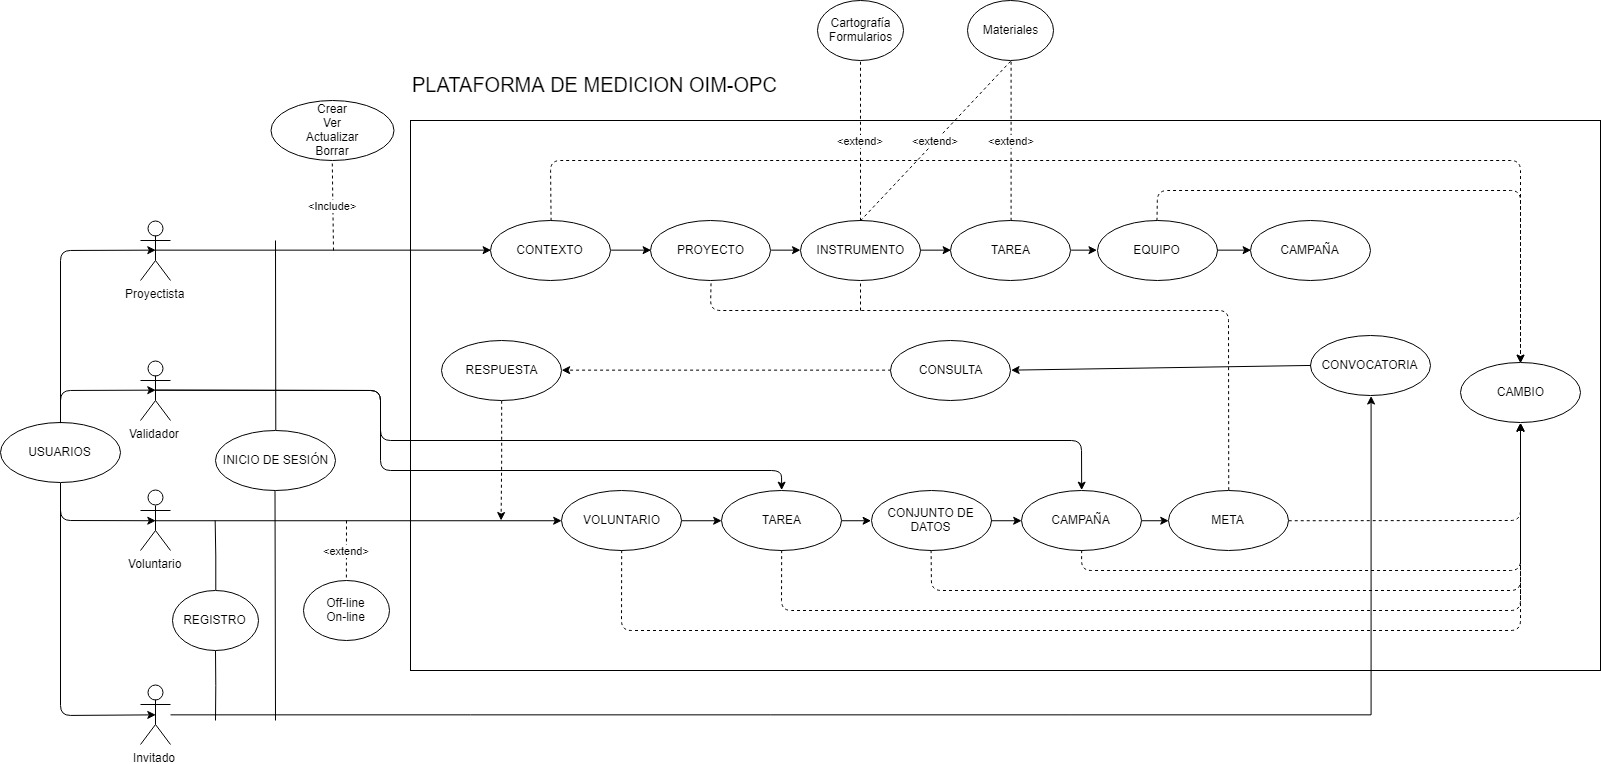 Cartografía
Formularios
Materiales
PLATAFORMA DE MEDICION OIM-OPC
Crear
Ver
Actualizar
Borrar
<extend>
<extend>
<extend>
<Include>
CONTEXTO
PROYECTO
INSTRUMENTO
TAREA
EQUIPO
CAMPAÑA
Proyectista
RESPUESTA
CONSULTA
CONVOCATORIA
CAMBIO
Validador
USUARIOS
INICIO DE SESIÓN
VOLUNTARIO
TAREA
CONJUNTO DE
DATOS
CAMPAÑA
META
<extend>
Voluntario
Off-line
On-line
REGISTRO
Invitado